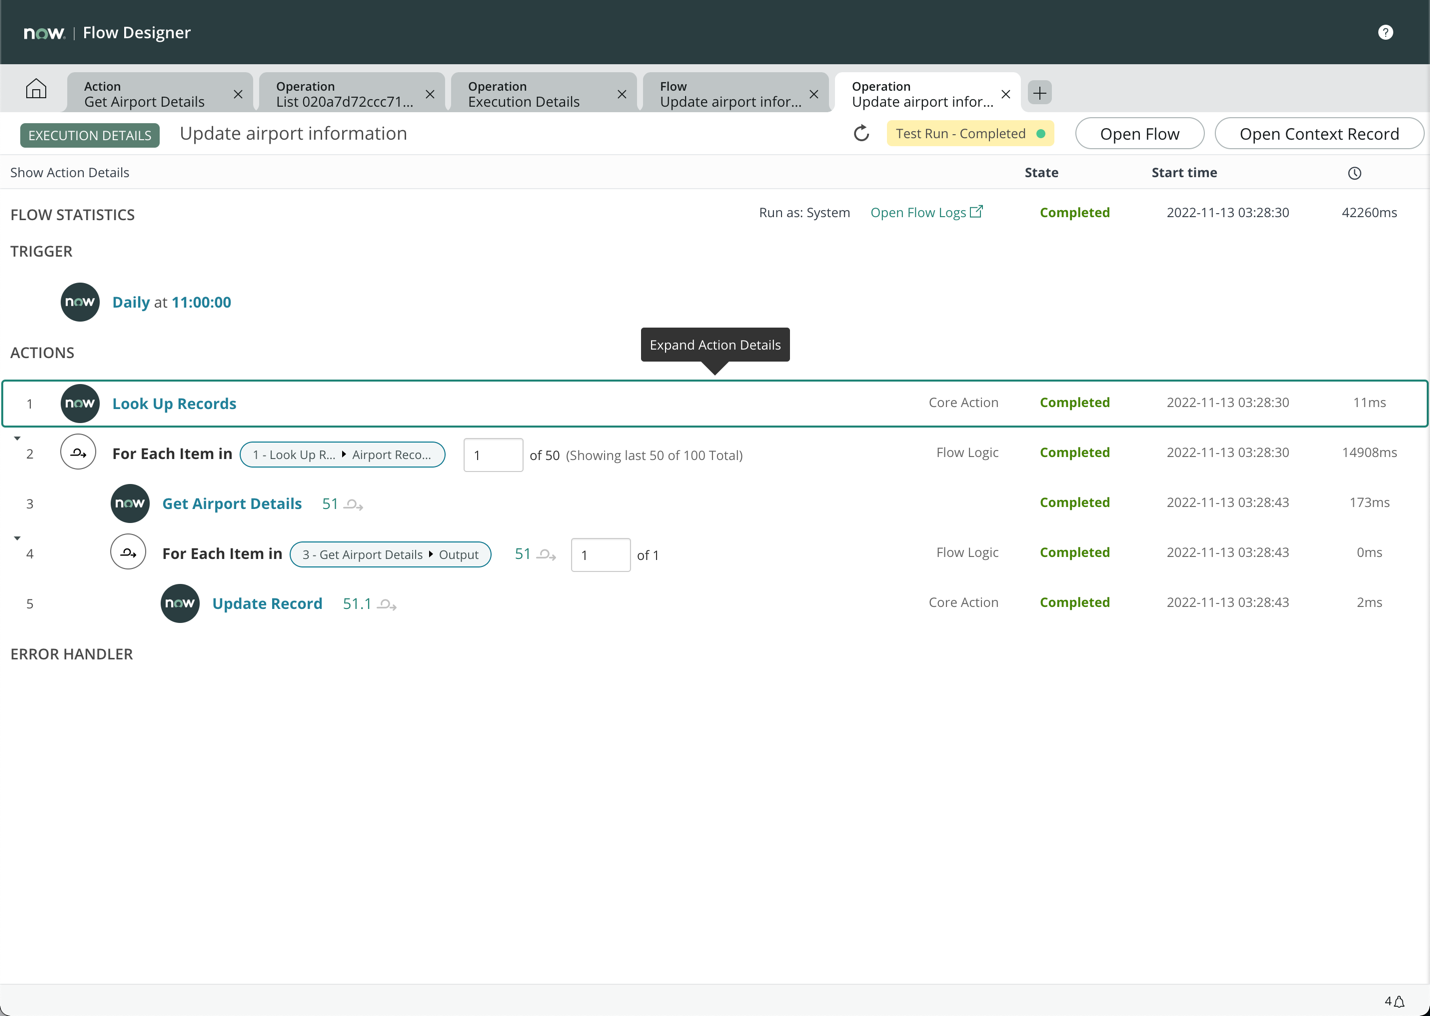 now. | Flow Designer ?
Action
Get Airport Details
Operation
List 020a7d72ccc71...
Operation
Execution Details
Flow
Update airport infor...
Operation
Update airport infor...
EXECUTION DETAILS Update airport information Test Run - Completed Open Flow Open Context Record
Show Action Details State Start time
FLOW STATISTICS Run as: System Open Flow Logs Completed 2022-11-13 03:28:30 42260ms
TRIGGER
now Daily at 11:00:00
Expand Action Details
ACTIONS
1 now Look Up Records Core Action Completed 2022-11-13 03:28:30 11ms
2 For Each Item in 1 - Look Up R... Airport Reco... 1 of 50 (Showing last 50 of 100 Total) Flow Logic Completed 2022-11-13 03:28:30 14908ms
3 now Get Airport Details 51 Completed 2022-11-13 03:28:43 173ms
4 For Each Item in 3 - Get Airport Details Output 51 1 of 1 Flow Logic Completed 2022-11-13 03:28:43 0ms
5 now Update Record 51.1 Core Action Completed 2022-11-13 03:28:43 2ms
ERROR HANDLER
4